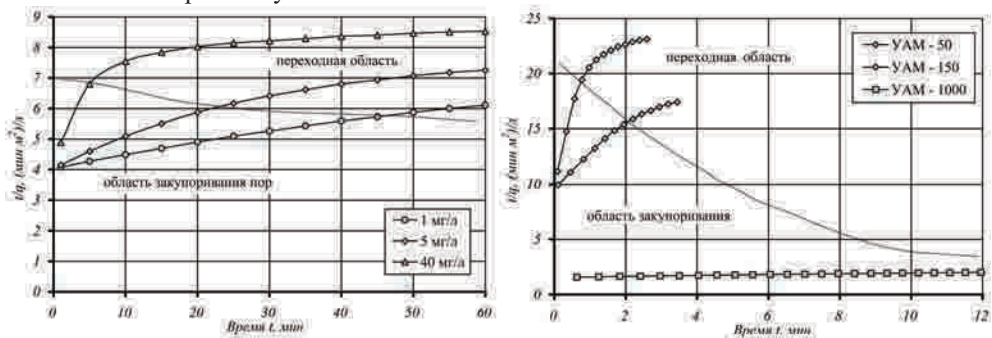 t/q, (мин м²)/л
9
8
7
6
5
4
3
2
1
0
переходная область
область закупоривания пор
1 мг/л
5 мг/л
40 мг/л
0 10 20 30 40 50 60
Время t, мин
t/q, (мин м²)/л
25
20
15
10
5
0
переходная область
область закупоривания
УАМ - 50
УАМ - 150
УАМ - 1000
0 2 4 6 8 10 12
Время t, мин